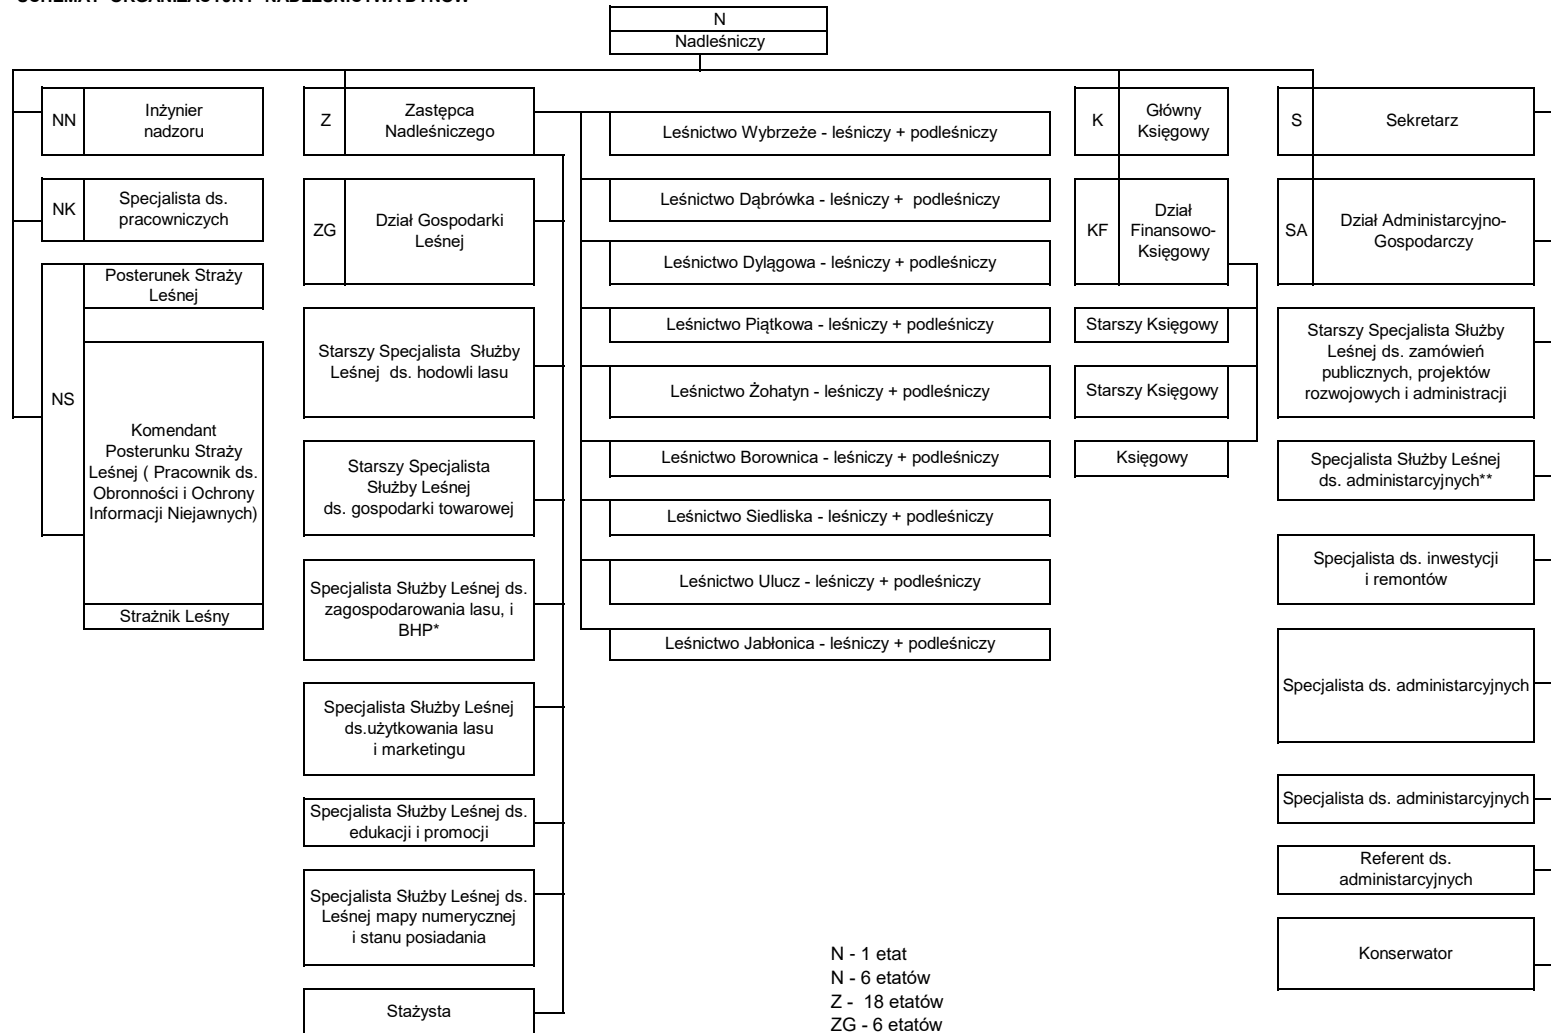 SCHEMAT ORGANIZACYJNY NADLEŚNICTWA DYNÓW
N
Nadleśniczy
NN
Inżynier
nadzoru
NK
Specjalista ds.
pracowniczych
NS
Posterunek Straży
Leśnej
Komendant
Posterunku Straży
Leśnej ( Pracownik ds.
Obronności i Ochrony
Informacji Niejawnych)
Strażnik Leśny
Z
Zastępca
Nadleśniczego
ZG
Dział Gospodarki
Leśnej
Starszy Specjalista Służby
Leśnej ds. hodowli lasu
Starszy Specjalista
Służby Leśnej
ds. gospodarki towarowej
Specjalista Służby Leśnej ds.
zagospodarowania lasu, i
BHP*
Specjalista Służby Leśnej
ds.użytkowania lasu
i marketingu
Specjalista Służby Leśnej ds.
edukacji i promocji
Specjalista Służby Leśnej ds.
Leśnej mapy numerycznej
i stanu posiadania
Stażysta
Leśnictwo Wybrzeże - leśniczy + podleśniczy
Leśnictwo Dąbrówka - leśniczy + podleśniczy
Leśnictwo Dylągowa - leśniczy + podleśniczy
Leśnictwo Piątkowa - leśniczy + podleśniczy
Leśnictwo Żohatyn - leśniczy + podleśniczy
Leśnictwo Borownica - leśniczy + podleśniczy
Leśnictwo Siedliska - leśniczy + podleśniczy
Leśnictwo Ulucz - leśniczy + podleśniczy
Leśnictwo Jabłonica - leśniczy + podleśniczy
K
Główny
Księgowy
KF
Dział
Finansowo-
Księgowy
Starszy Księgowy
Starszy Księgowy
Księgowy
S
Sekretarz
SA
Dział Administarcyjno-
Gospodarczy
Starszy Specjalista Służby
Leśnej ds. zamówień
publicznych, projektów
rozwojowych i administracji
Specjalista Służby Leśnej
ds. administarcyjnych**
Specjalista ds. inwestycji
i remontów
Specjalista ds. administarcyjnych
Specjalista ds. administarcyjnych
Referent ds.
administarcyjnych
Konserwator
N - 1 etat
N - 6 etatów
Z - 18 etatów
ZG - 6 etatów